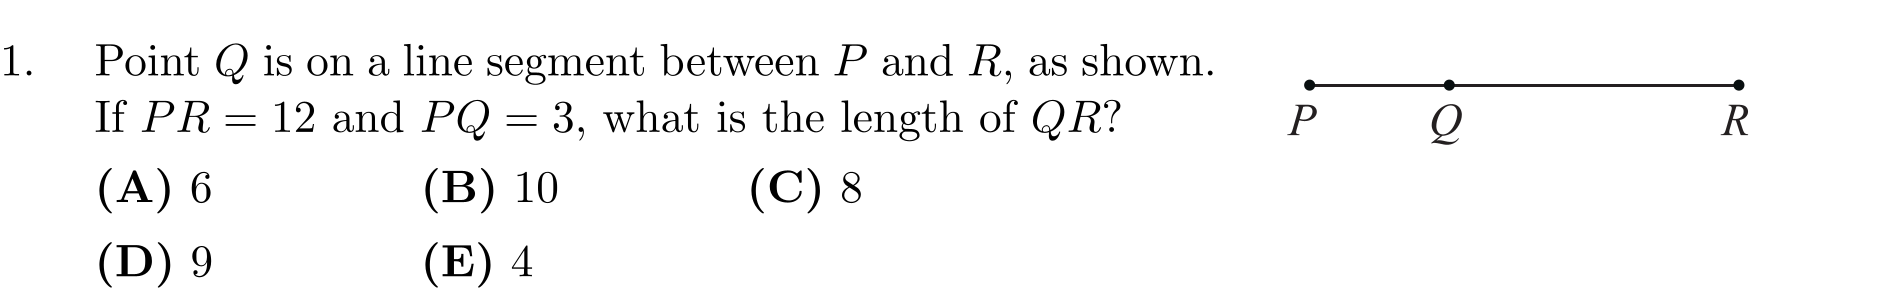 1. Point Q is on a line segment between P and R, as shown.
If PR = 12 and PQ = 3, what is the length of QR?
(A) 6 (B) 10 (C) 8
(D) 9 (E) 4
P Q R